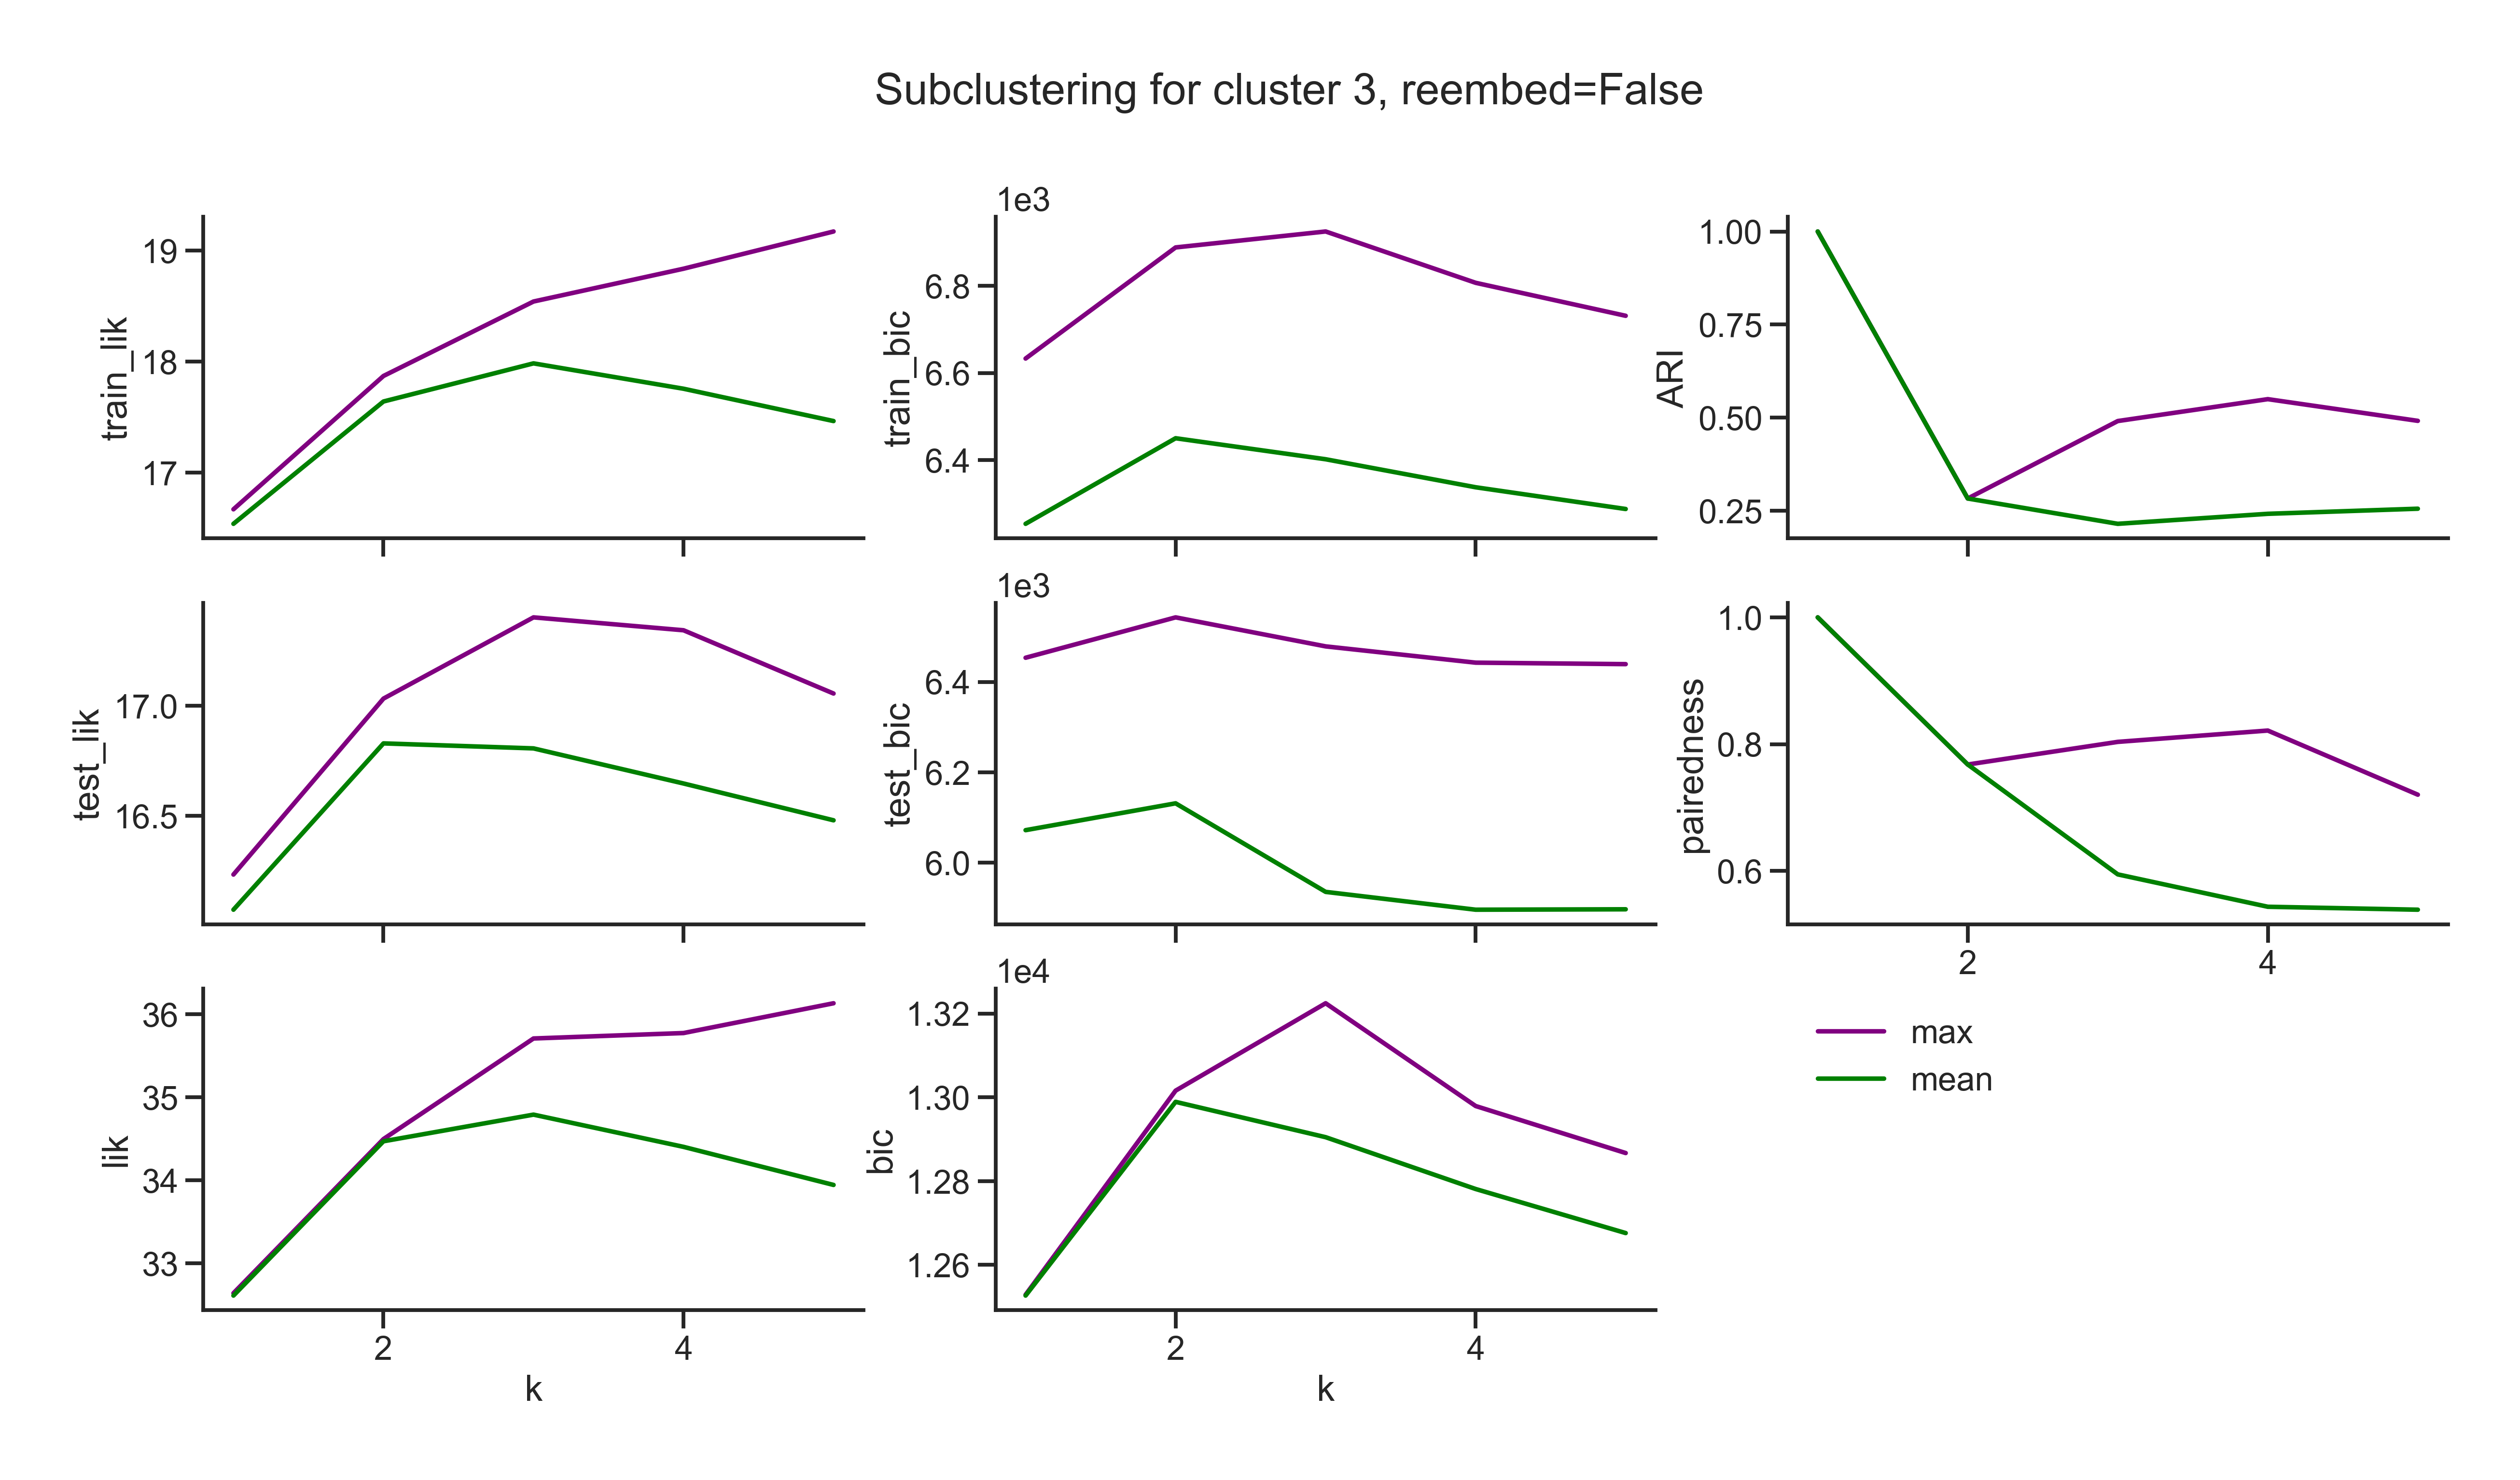 Subclustering for cluster 3, reembed=False
train_lik
19
18
17
1e3
train_bic
6.8
6.6
6.4
ARI
1.00
0.75
0.50
0.25
test_lik
17.0
16.5
1e3
test_bic
6.4
6.2
6.0
pairedness
1.0
0.8
0.6
2
4
lik
36
35
34
33
2
4
k
1e4
bic
1.32
1.30
1.28
1.26
2
4
k
max
mean